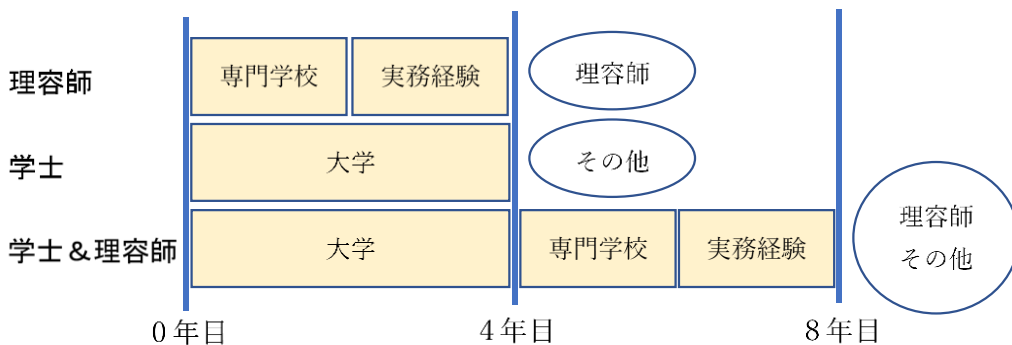 理容師
専門学校
実務経験
理容師
学士
大学
その他
学士＆理容師
大学
専門学校
実務経験
理容師
その他
0年目
4年目
8年目